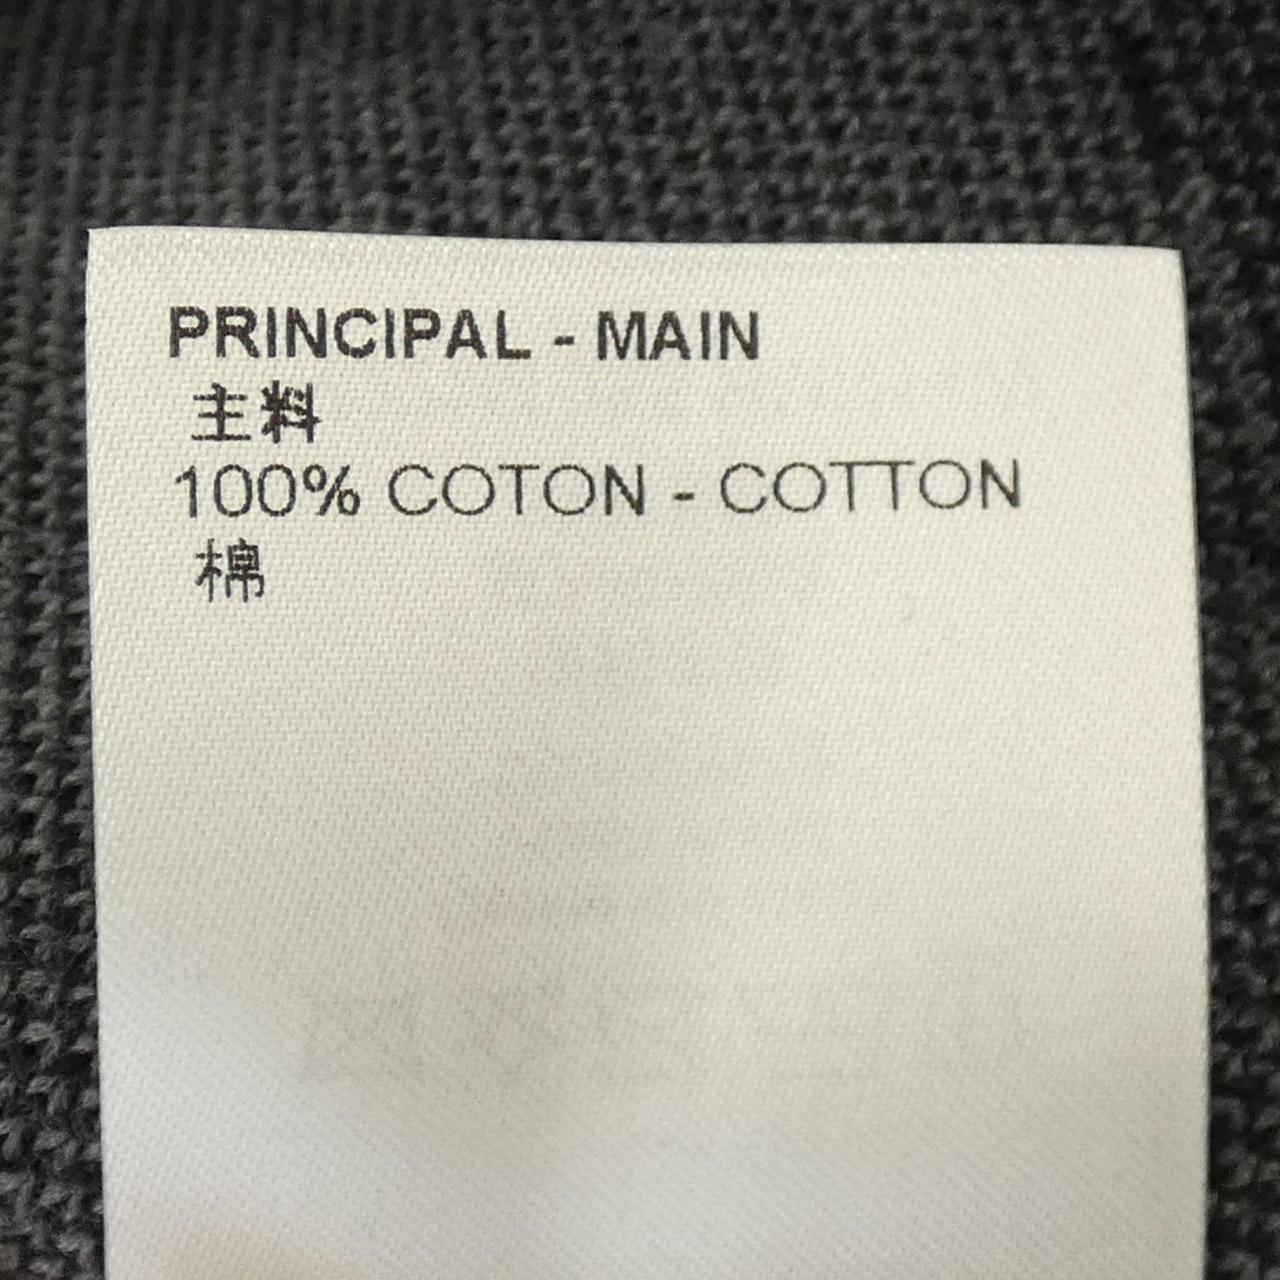 PRINCIPAL - MAIN
主料
100% COTON - COTTON
棉